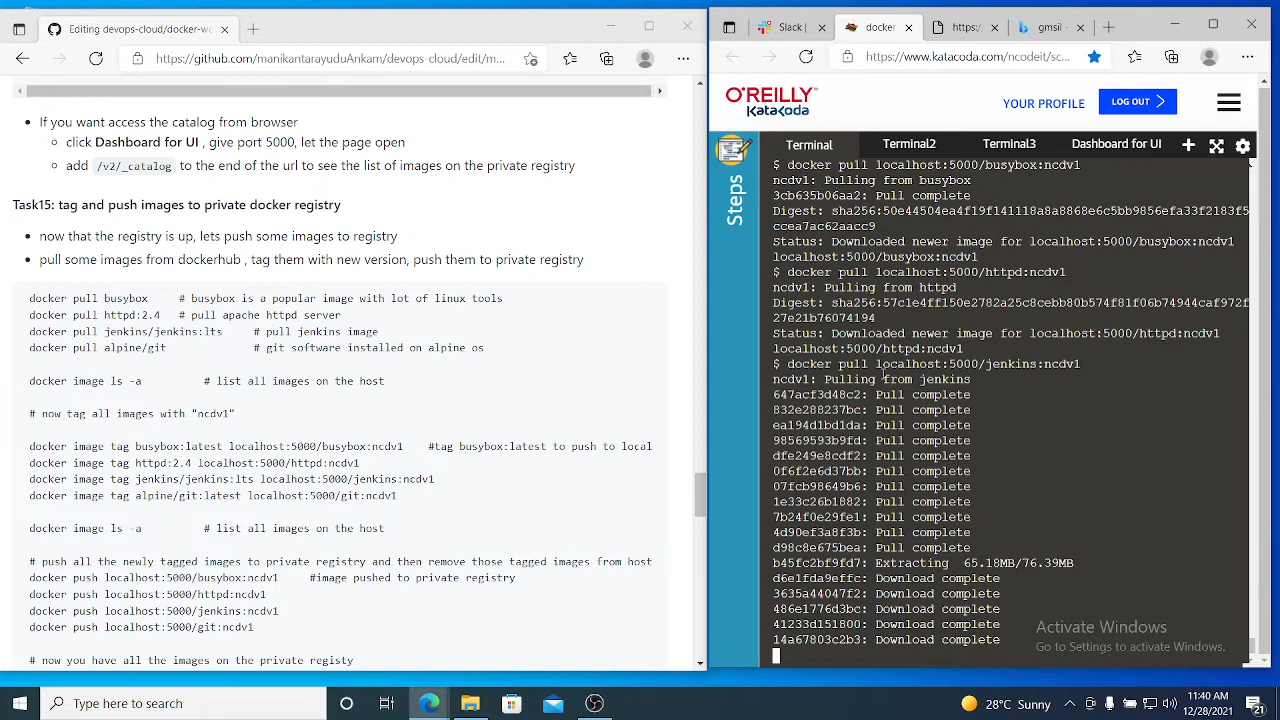 Editing devops-cloud/docker-wo
https://github.com/manikantarayuduAnkam/devops-cloud/edit/m...
If you want access the catalog from browser
click Dashboard for UI , give port 5000, let the page open
add /v2/_catalog to the end of the url to see the list of images on the private registry
Task15: tag and push images to private docker registry
now that the registry is up, lets push some images to registry
pull some images from dockerhub , tag them with new version, push them to private registry
docker pull busybox # busybox is a popular image with lot of linux tools
docker pull httpd:2.4 # pull apache httpd server
docker pull jenkins/jenkins:lts # pull jenkins image
docker pull alpine/git # git software installed on alpine os
docker image ls -a # list all images on the host
# now tag all images with "ncdv1"
docker image tag busybox:latest localhost:5000/busybox:ncdv1 #tag busybox:latest to push to local
docker image tag httpd:2.4 localhost:5000/httpd:ncdv1
docker image tag jenkins/jenkins:lts localhost:5000/jenkins:ncdv1
docker image tag alpine/git:latest localhost:5000/git:ncdv1
docker image ls -a # list all images on the host
# push all the newly tagged images to private registry and then remove those tagged images from host
docker push localhost:5000/busybox:ncdv1 #image pushed to private registry
docker push localhost:5000/httpd:ncdv1
docker push localhost:5000/jenkins:ncdv1
docker push localhost:5000/git:ncdv1
# now you have all the images on the private registy
Slack |
docker
https:/
gmsil -
https://www.katacoda.com/ncodeit/sc...
O'REILLY
Katacoda
YOUR PROFILE
LOG OUT
Steps
Terminal
Terminal2
Terminal3
Dashboard for UI
$ docker pull localhost:5000/busybox:ncdv1
ncdv1: Pulling from busybox
3cb635b06aa2: Pull complete
Digest: sha256:50e44504ea4f19f141118a8a8868e6c5bb9856efa33f2183f5
ccea7ac62aacc9
Status: Downloaded newer image for localhost:5000/busybox:ncdv1
localhost:5000/busybox:ncdv1
$ docker pull localhost:5000/httpd:ncdv1
ncdv1: Pulling from httpd
Digest: sha256:57c1e4ff150e2782a25c8cebb80b574f81f06b74944caf972f
27e21b76074194
Status: Downloaded newer image for localhost:5000/httpd:ncdv1
localhost:5000/httpd:ncdv1
$ docker pull localhost:5000/jenkins:ncdv1
ncdv1: Pulling from jenkins
647acf3d48c2: Pull complete
832e288237bc: Pull complete
ea194d1bd1da: Pull complete
98569593b9fd: Pull complete
dfe249e8cdf2: Pull complete
0f6f2e6d37bb: Pull complete
07fcb98649b6: Pull complete
1e33c26b1882: Pull complete
7b24f0e29fe1: Pull complete
4d90ef3a8f3b: Pull complete
d98c8e675bea: Pull complete
b45fc2bf9fd7: Extracting 65.18MB/76.39MB
d6e1fda9effc: Download complete
3635a44047f2: Download complete
486e1776d3bc: Download complete
41233d151800: Download complete
14a67803c2b3: Download complete
Activate Windows
Go to Settings to activate Windows.
Type here to search
28°C Sunny
11:40 AM
12/28/2021
21